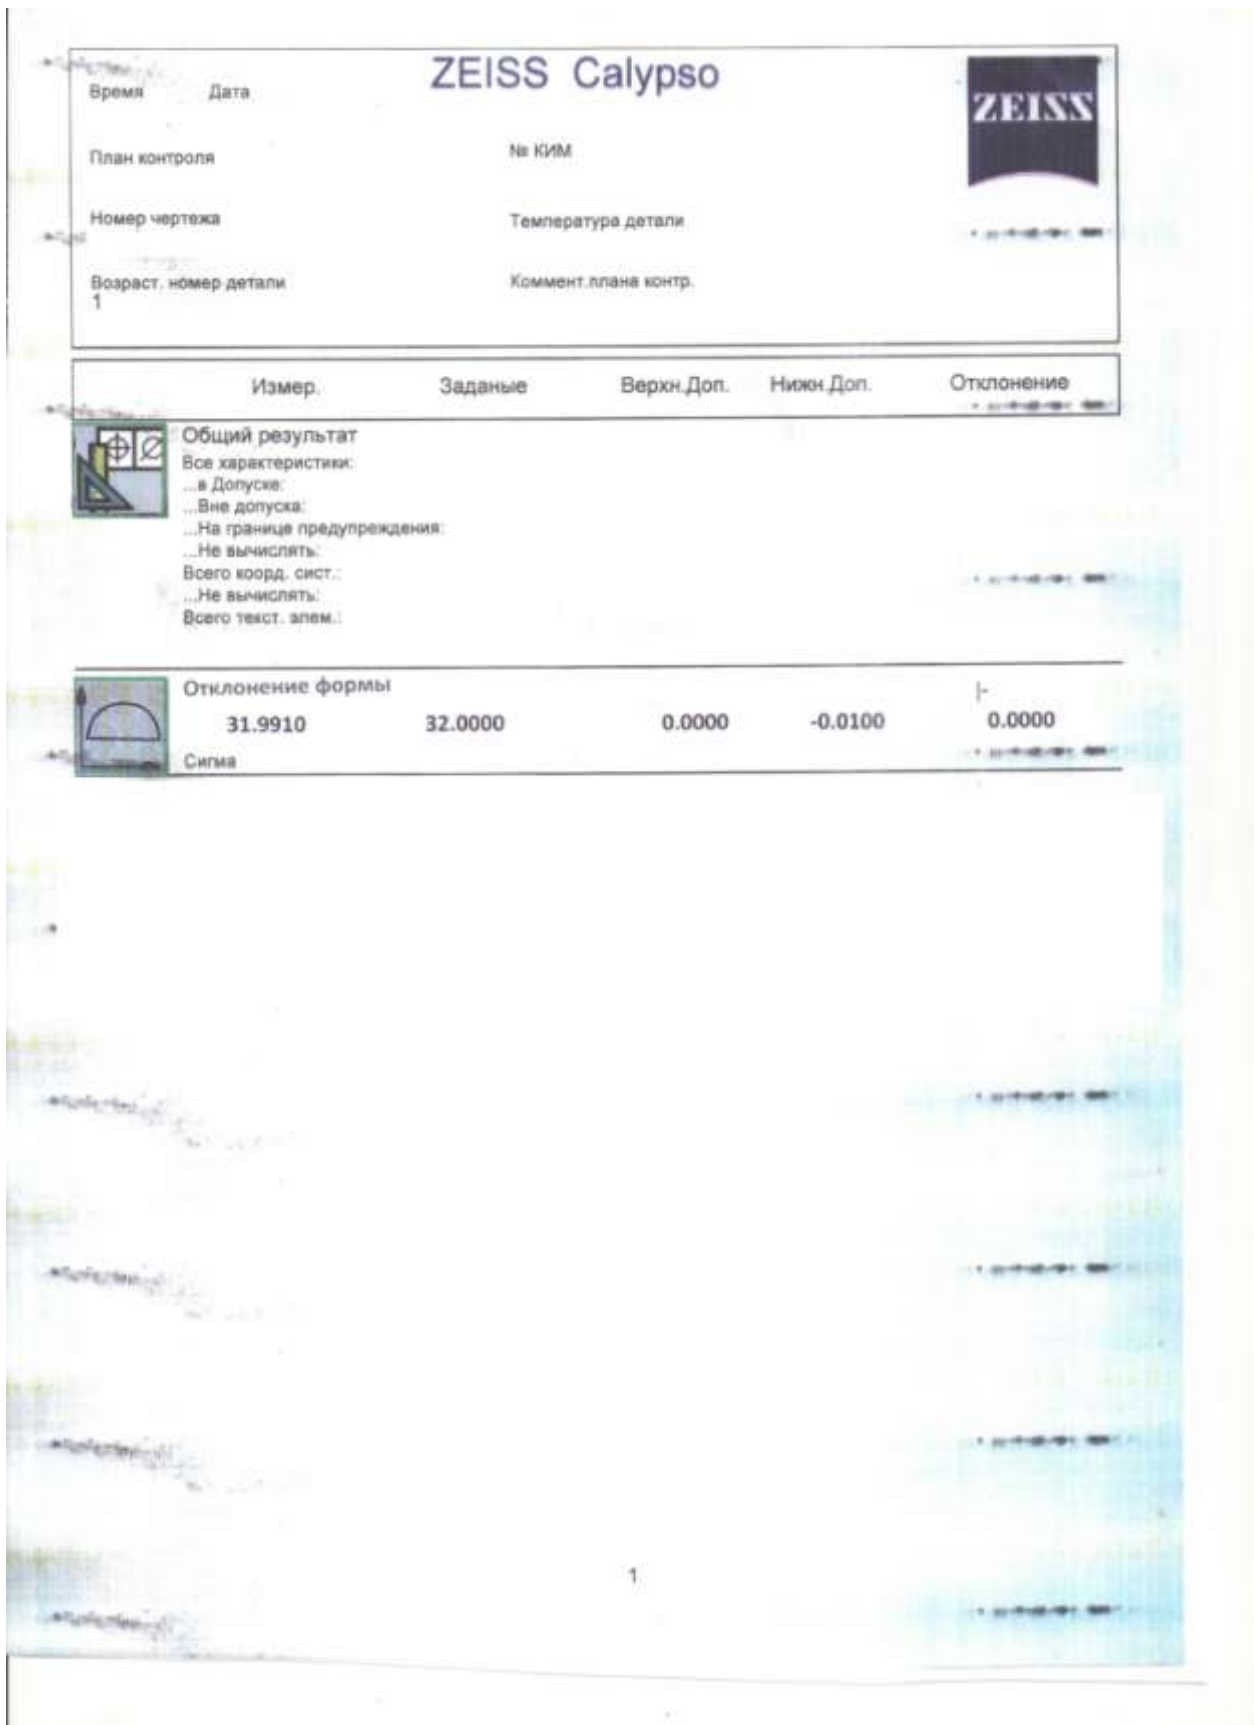 ZEISS Calypso
ZEISS
Время Дата
План контроля № КИМ
Номер чертежа Температура детали
Возраст. номер детали Коммент.плана контр.
1
Измер. Заданые Верхн.Доп. Нижн.Доп. Отклонение
Общий результат
Все характеристики:
...в Допуске:
...Вне допуска:
...На границе предупреждения:
...Не вычислять:
Всего коорд. сист.:
...Не вычислять:
Всего текст. элем.:
Отклонение формы |-
31.9910 32.0000 0.0000 -0.0100 0.0000
Сигма
1